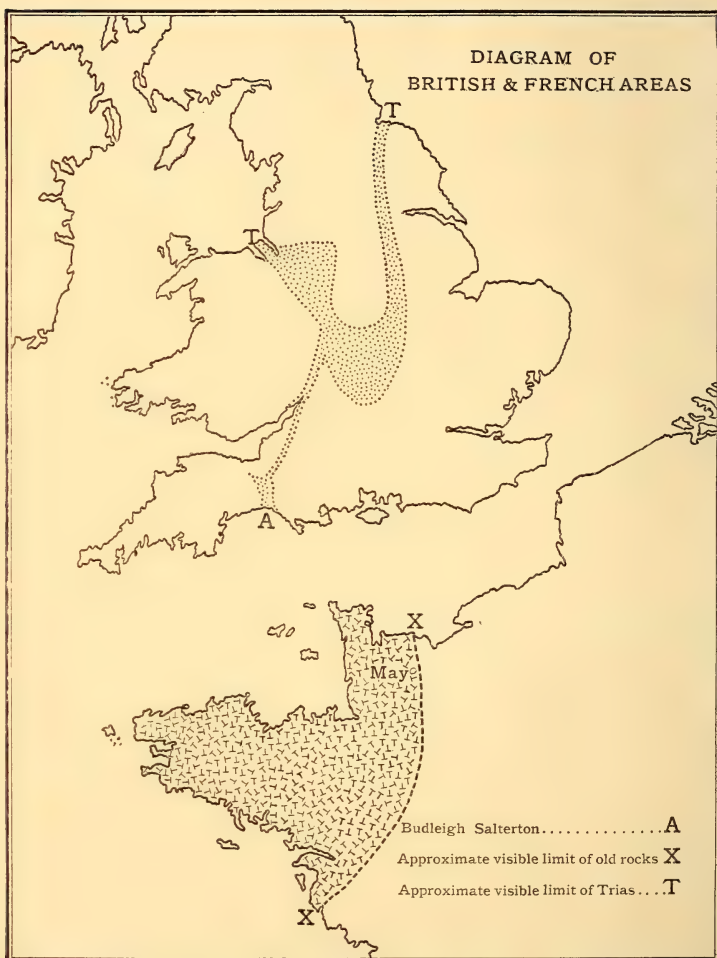 DIAGRAM OF
BRITISH & FRENCH AREAS
T
T
A
X
May
Budleigh Salterton..............A
Approximate visible limit of old rocks X
Approximate visible limit of Trias....T
X